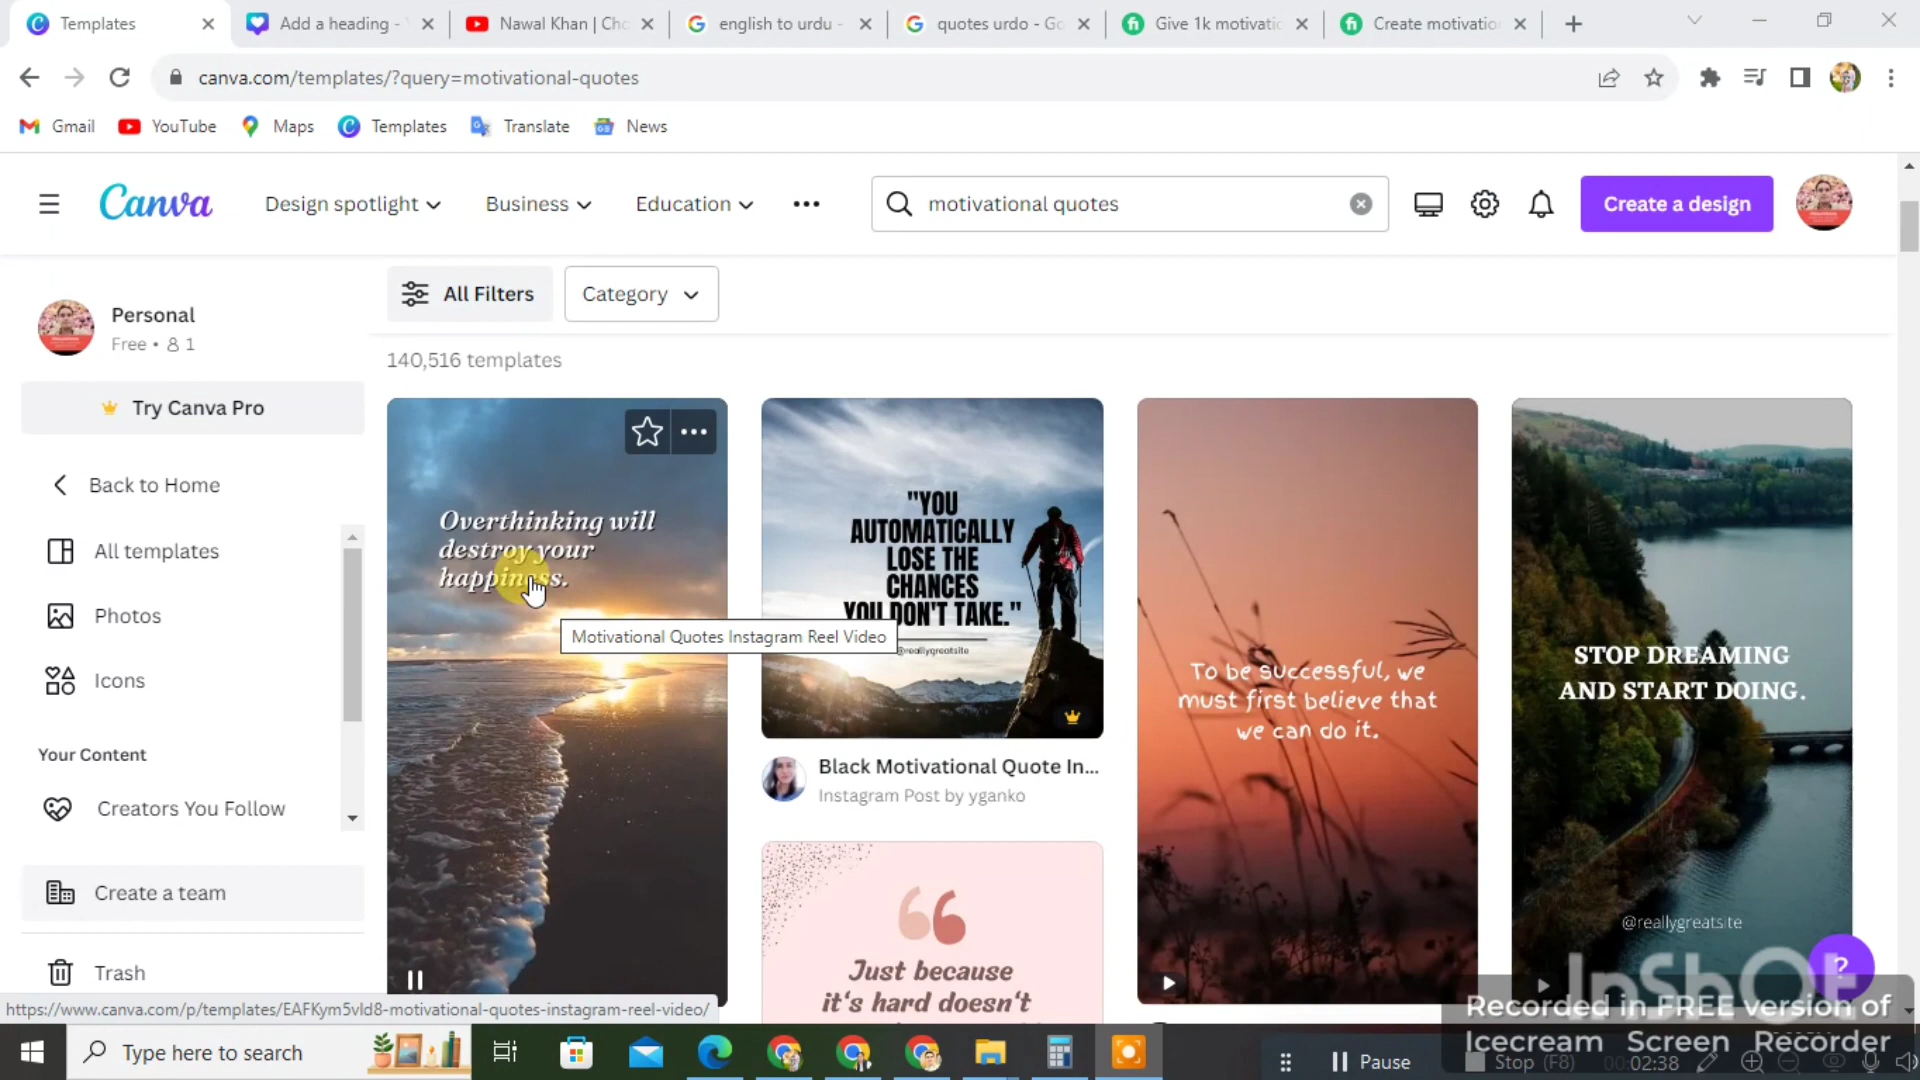 Templates
Add a heading -
Nawal Khan | Cho
english to urdu -
quotes urdo - Go
Give 1k motivatic
Create motivation
canva.com/templates/?query=motivational-quotes
Gmail
YouTube
Maps
Templates
Translate
News
Canva
Design spotlight
Business
Education
motivational quotes
Create a design
Personal
Free • 1
Try Canva Pro
Back to Home
All templates
Photos
Icons
Your Content
Creators You Follow
Create a team
Trash
All Filters
Category
140,516 templates
Overthinking will
destroy your
happiness.
Motivational Quotes Instagram Reel Video
"YOU
AUTOMATICALLY
LOSE THE
CHANCES
YOU DON'T TAKE."
@reallygreatsite
Black Motivational Quote In...
Instagram Post by yganko
Just because
it's hard doesn't
To be successful, we
must first believe that
we can do it.
STOP DREAMING
AND START DOING.
@reallygreatsite
?
InShOt
Recorded in FREE version of
Icecream Screen Recorder
https://www.canva.com/p/templates/EAFKym5vld8-motivational-quotes-instagram-reel-video/
Type here to search
Pause
Stop (F8)
00:02:38